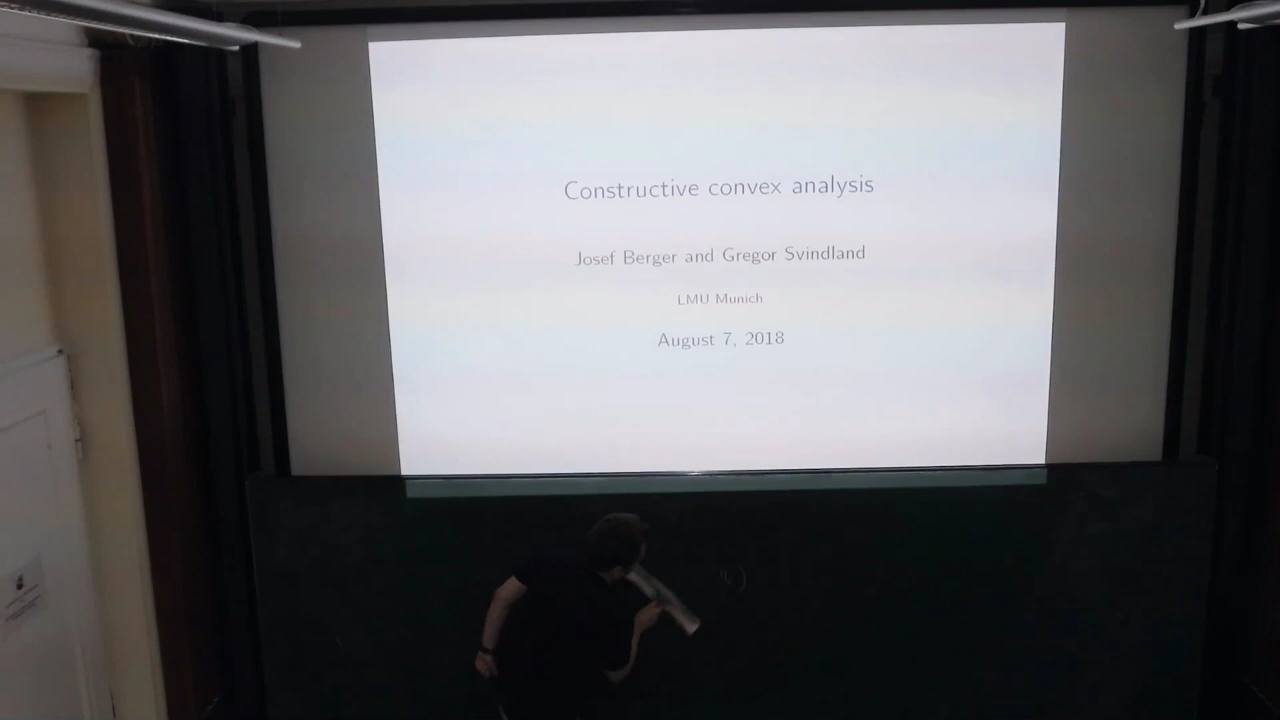 Constructive convex analysis
Josef Berger and Gregor Svindland
LMU Munich
August 7, 2018